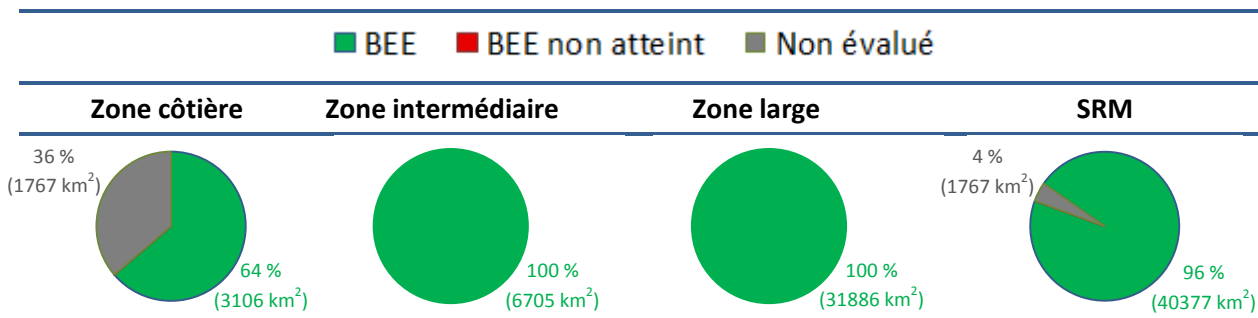 BEE BEE non atteint Non évalué
Zone côtière Zone intermédiaire Zone large SRM
36 %
(1767 km²)
64 %
(3106 km²)
100 %
(6705 km²)
100 %
(31886 km²)
4 %
(1767 km²)
96 %
(40377 km²)